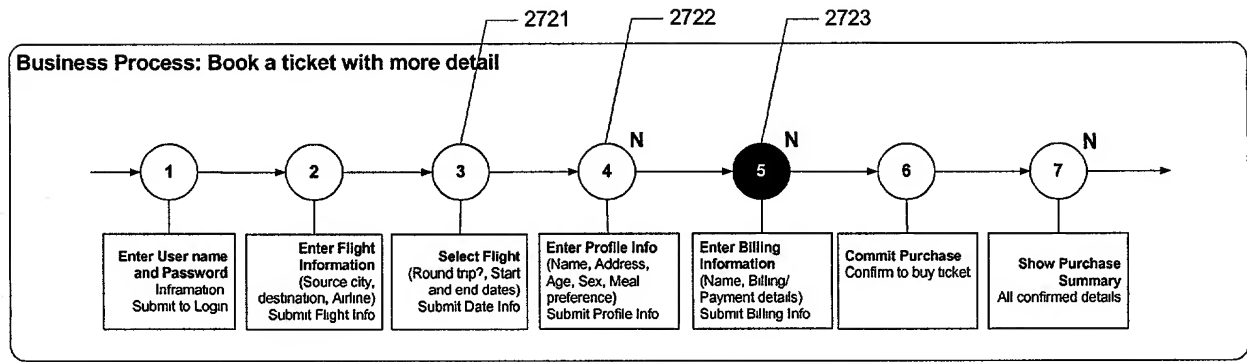 2721
2722
2723
Business Process: Book a ticket with more detail
N
N
N
1
2
3
4
5
6
7
Enter User name
and Password
Inframation
Submit to Login
Enter Flight
Information
(Source city,
destination, Airline)
Submit Flight Info
Select Flight
(Round trip?, Start
and end dates)
Submit Date Info
Enter Profile Info
(Name, Address,
Age, Sex, Meal
preference)
Submit Profile Info
Enter Billing
Information
(Name, Billing/
Payment details)
Submit Billing Info
Commit Purchase
Confirm to buy ticket
Show Purchase
Summary
All confirmed details